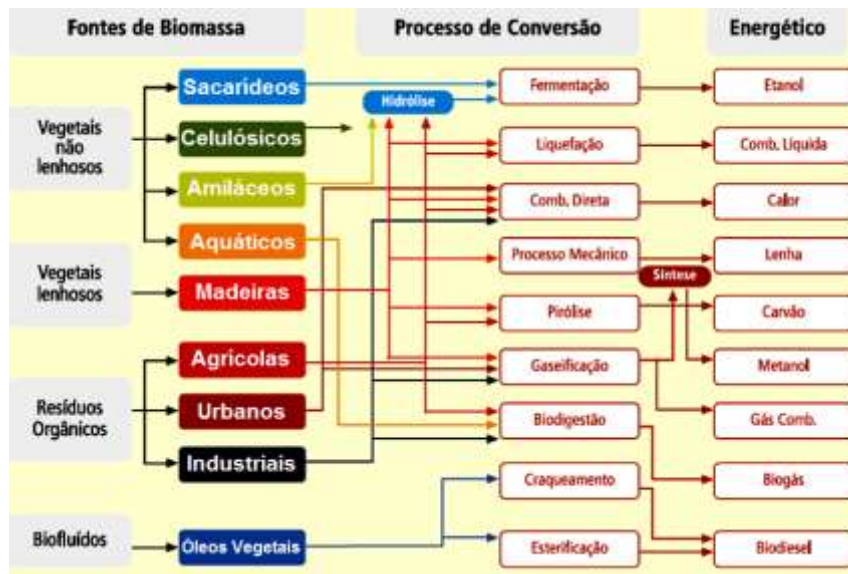 Fontes de Biomassa
Processo de Conversão
Energético
Vegetais
não
lenhosos
Sacarídeos
Celulósicos
Amiláceos
Aquáticos
Vegetais
lenhosos
Madeiras
Resíduos
Orgânicos
Agrícolas
Urbanos
Industriais
Biofluídos
Óleos Vegetais
Hidrólise
Fermentação
Liquefação
Comb. Direta
Processo Mecânico
Síntese
Pirólise
Gaseificação
Biodigestão
Craqueamento
Esterificação
Etanol
Comb. Líquida
Calor
Lenha
Carvão
Metanol
Gás Comb.
Biogás
Biodiesel